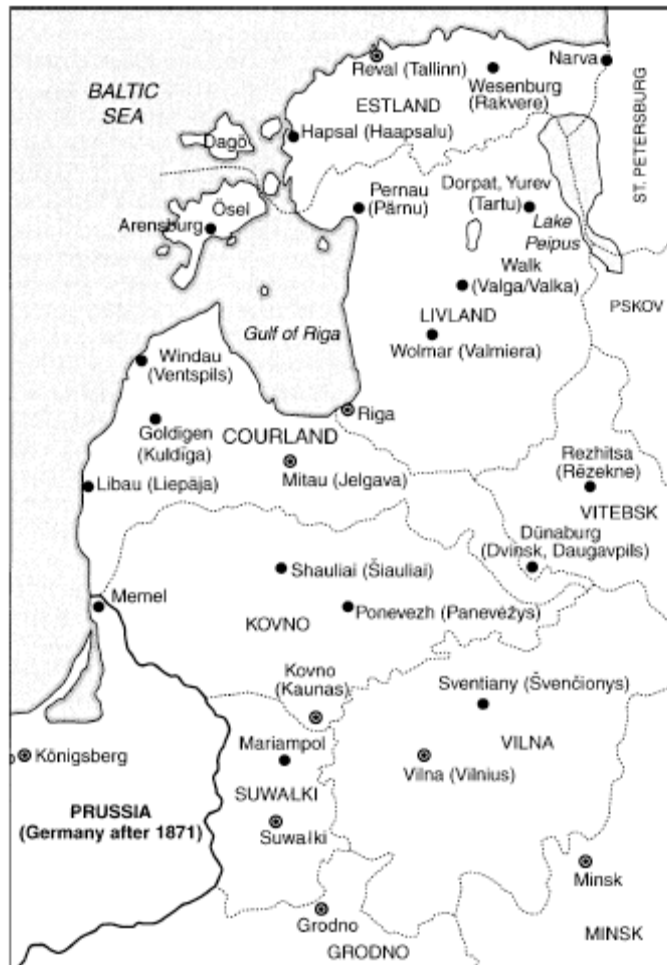 Narva
Reval (Tallinn)
BALTIC
SEA
Wesenburg
(Rakvere)
ESTLAND
ST. PETERSBURG
Hapsal (Haapsalu)
Dagö
Pernau
(Pärnu)
Dorpat, Yurev
(Tartu)
Ösel
Arensburg
Lake
Peipus
Walk
(Valga/Valka)
PSKOV
LIVLAND
Gulf of Riga
Wolmar (Valmiera)
Windau
(Ventspils)
Riga
Goldigen
(Kuldīga)
COURLAND
Rezhitsa
(Rēzekne)
Libau (Liepāja)
Mitau (Jelgava)
VITEBSK
Dünaburg
(Dvinsk, Daugavpils)
Shauliai (Šiauliai)
Memel
Ponevezh (Panevėžys)
KOVNO
Kovno
(Kaunas)
Sventiany (Švenčionys)
Mariampol
VILNA
Königsberg
Vilna (Vilnius)
SUWAŁKI
PRUSSIA
(Germany after 1871)
Suwałki
Minsk
Grodno
MINSK
GRODNO